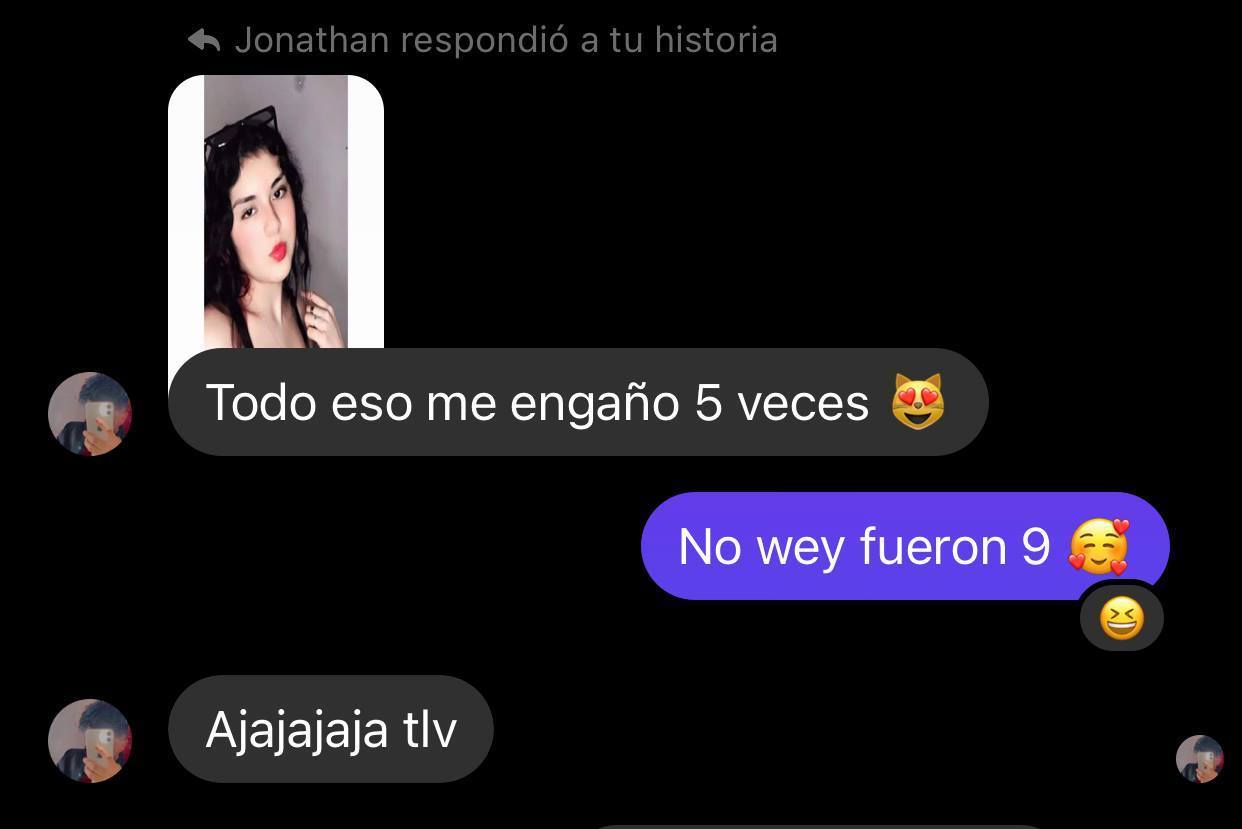 Jonathan respondió a tu historia
Todo eso me engaño 5 veces 😻
No wey fueron 9 🥰
😆
Ajajajaja tlv